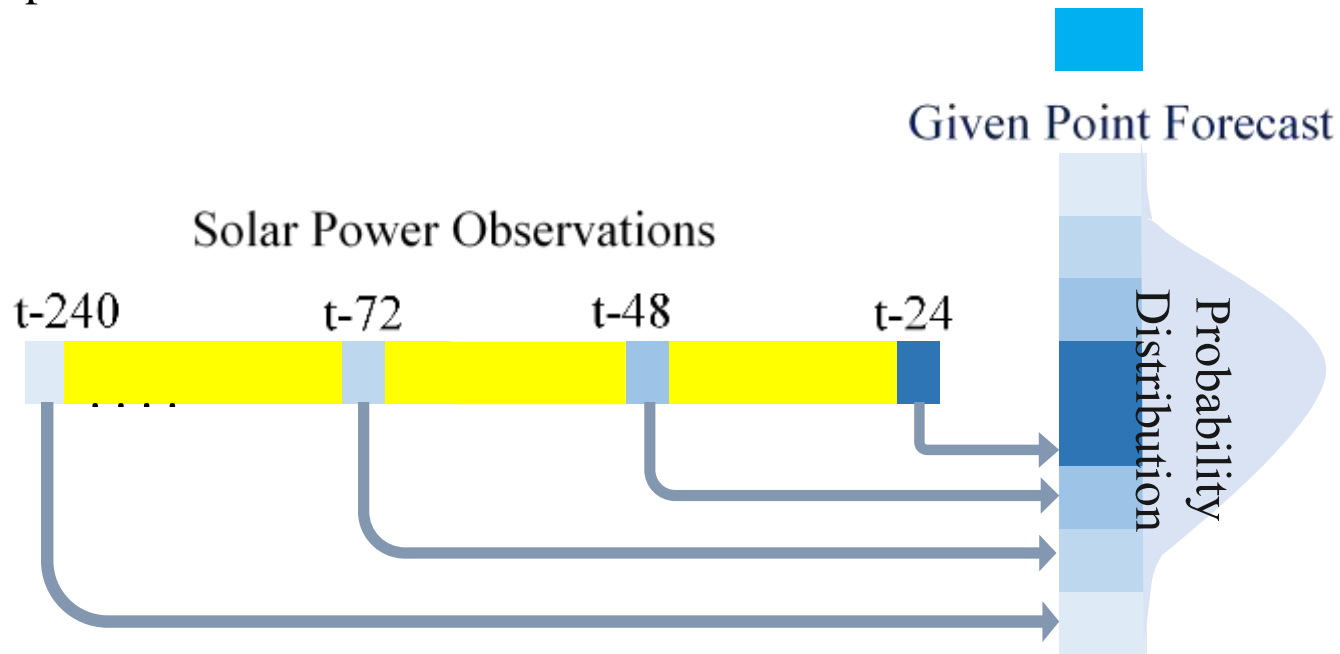 Given Point Forecast
Solar Power Observations
t-240
t-72
t-48
t-24
. . . .
Probability
Distribution